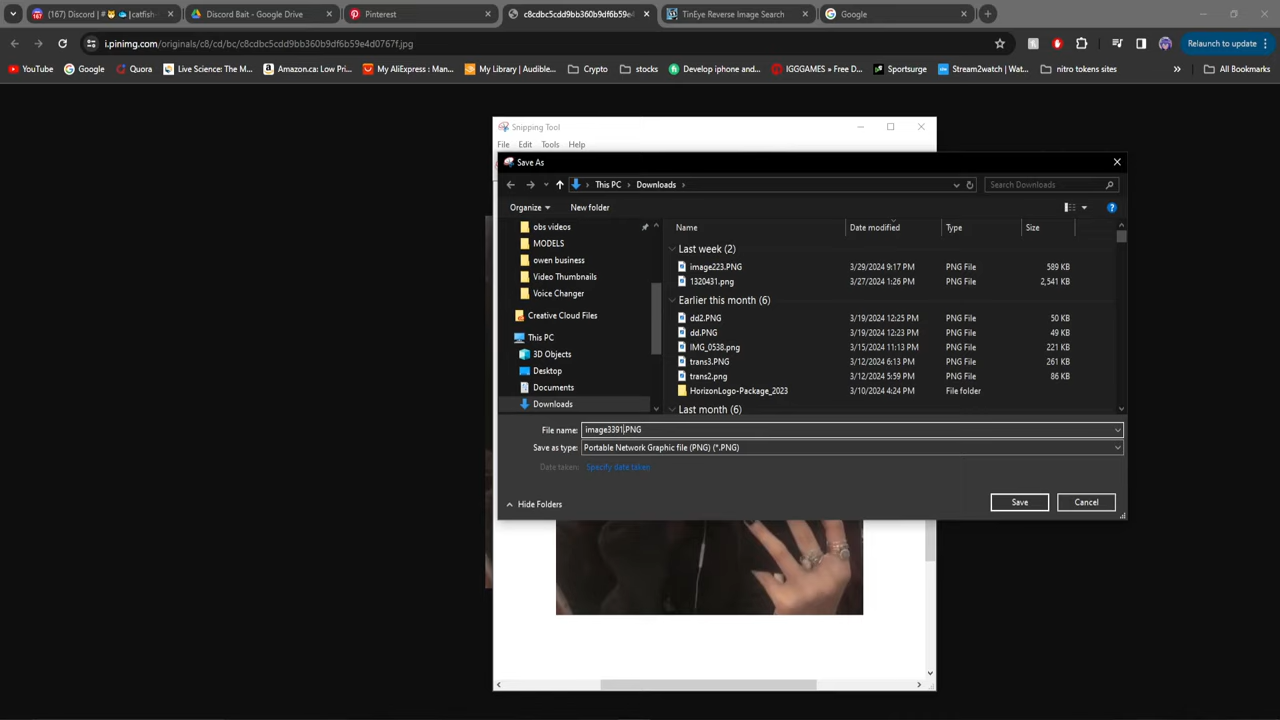 (167) Discord | # 🐱 🐟 |catfish
Discord Bait - Google Drive
Pinterest
c8cdbc5cdd9bb360b9df6b59e4
TinEye Reverse Image Search
Google
i.pinimg.com/originals/c8/cd/bc/c8cdbc5cdd9bb360b9df6b59e4d0767f.jpg
Relaunch to update
YouTube
Google
Quora
Live Science: The M...
Amazon.ca: Low Pri...
My AliExpress : Man...
My Library | Audible...
Crypto
stocks
Develop iphone and...
IGGGAMES » Free D...
Sportsurge
Stream2watch | Wat...
nitro tokens sites
»
All Bookmarks
Snipping Tool
File Edit Tools Help
Save As
This PC > Downloads >
Search Downloads
Organize
New folder
obs videos
MODELS
owen business
Video Thumbnails
Voice Changer
Creative Cloud Files
This PC
3D Objects
Desktop
Documents
Downloads
Name Date modified Type Size
Last week (2)
image223.PNG 3/29/2024 9:17 PM PNG File 589 KB
1320431.png 3/27/2024 1:26 PM PNG File 2,541 KB
Earlier this month (6)
dd2.PNG 3/19/2024 12:25 PM PNG File 50 KB
dd.PNG 3/19/2024 12:23 PM PNG File 49 KB
IMG_0538.png 3/15/2024 11:13 PM PNG File 221 KB
trans3.PNG 3/12/2024 6:13 PM PNG File 261 KB
trans2.png 3/12/2024 5:59 PM PNG File 86 KB
HorizonLogo-Package_2023 3/10/2024 4:24 PM File folder
Last month (6)
File name: image3391.PNG
Save as type: Portable Network Graphic file (PNG) (*.PNG)
Date taken: Specify date taken
Hide Folders
Save
Cancel